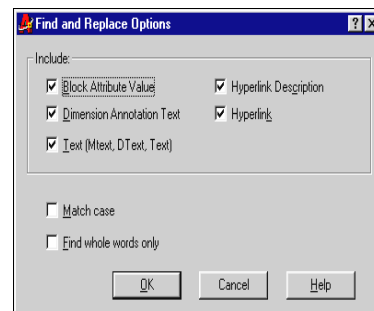 Find and Replace Options
Include:
Block Attribute Value
Hyperlink Description
Dimension Annotation Text
Hyperlink
Text (Mtext, DText, Text)
Match case
Find whole words only
OK
Cancel
Help